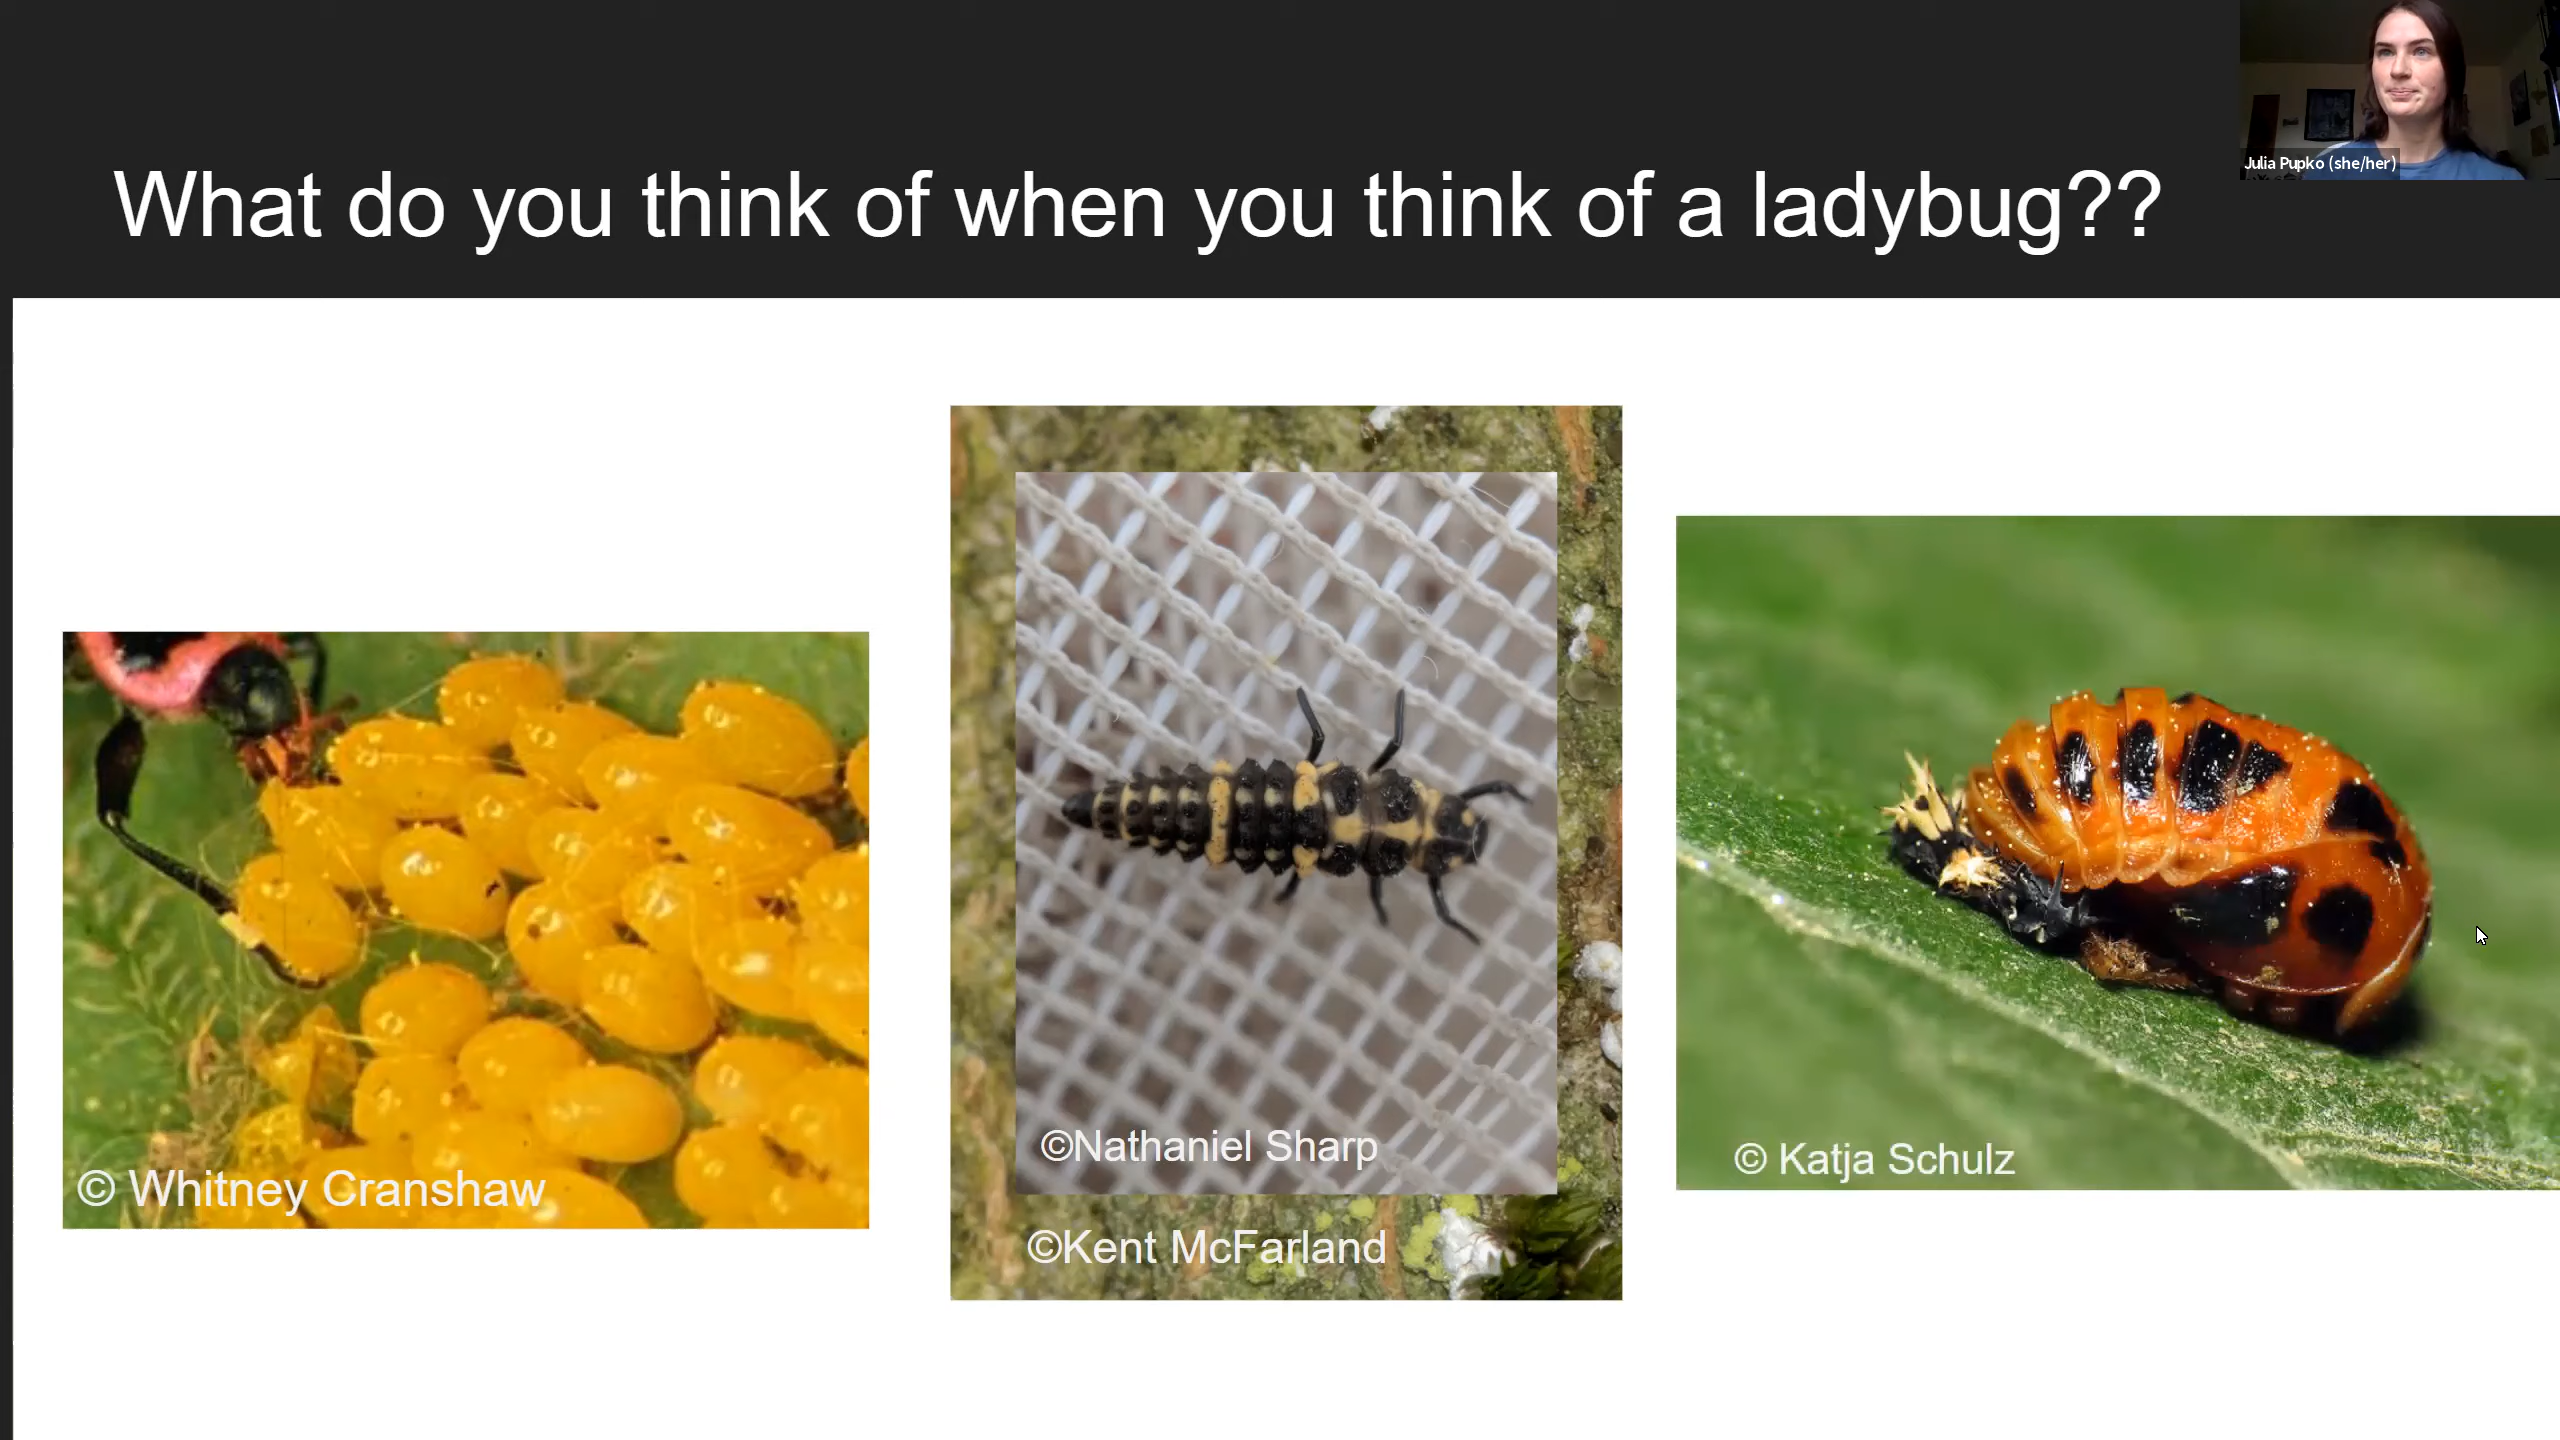 Julia Pupko (she/her)
What do you think of when you think of a ladybug??
© Whitney Cranshaw
©Nathaniel Sharp
©Kent McFarland
© Katja Schulz